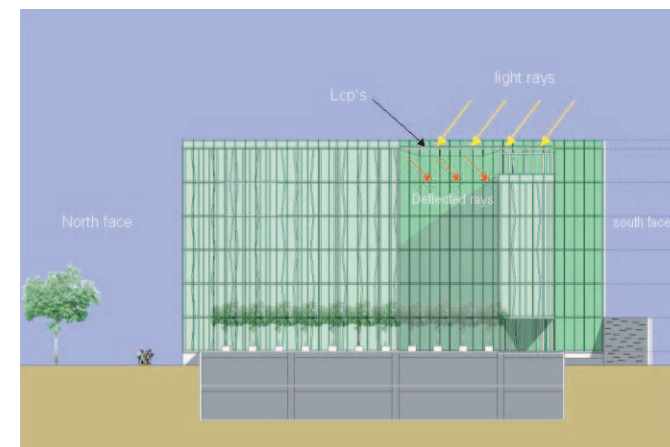 light rays
Lcp's
Deflected rays
North face
south face